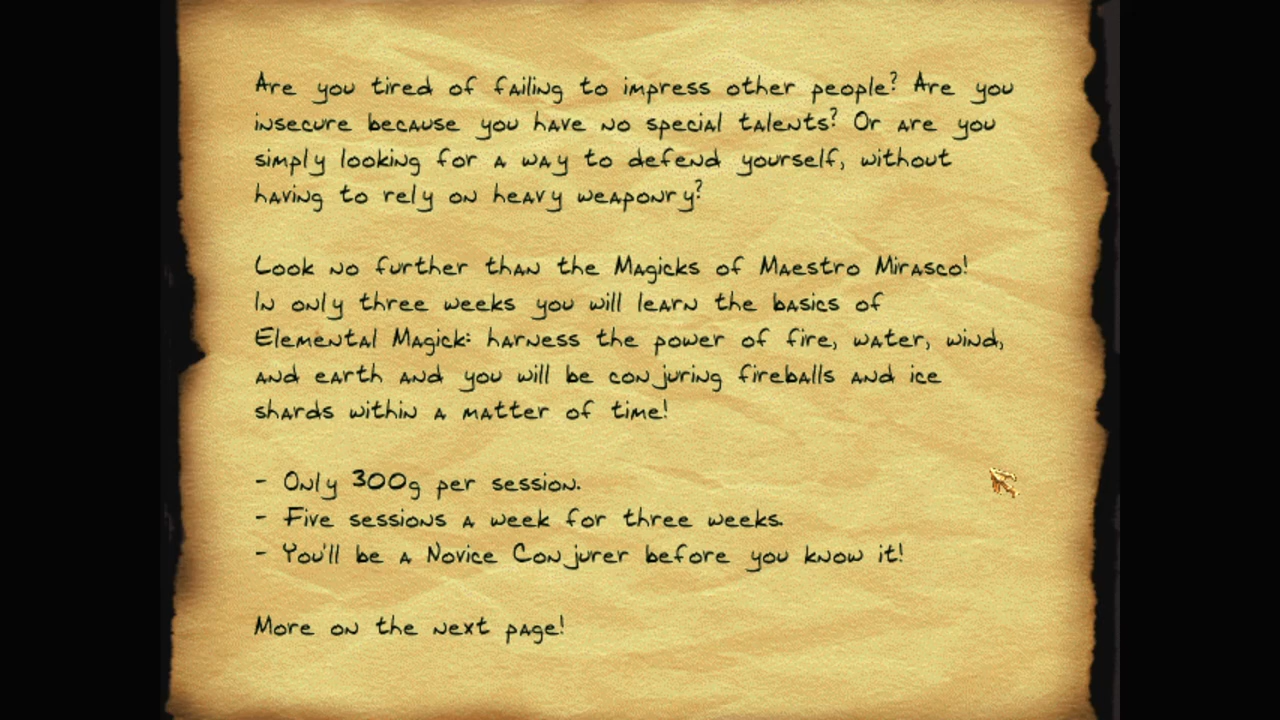 Are you tired of failing to impress other people? Are you
insecure because you have no special talents? Or are you
simply looking for a way to defend yourself, without
having to rely on heavy weaponry?
Look no further than the Magicks of Maestro Mirasco!
In only three weeks you will learn the basics of
Elemental Magick: harness the power of fire, water, wind,
and earth and you will be conjuring fireballs and ice
shards within a matter of time!
- Only 300g per session.
- Five sessions a week for three weeks.
- You'll be a Novice Conjurer before you know it!
More on the next page!